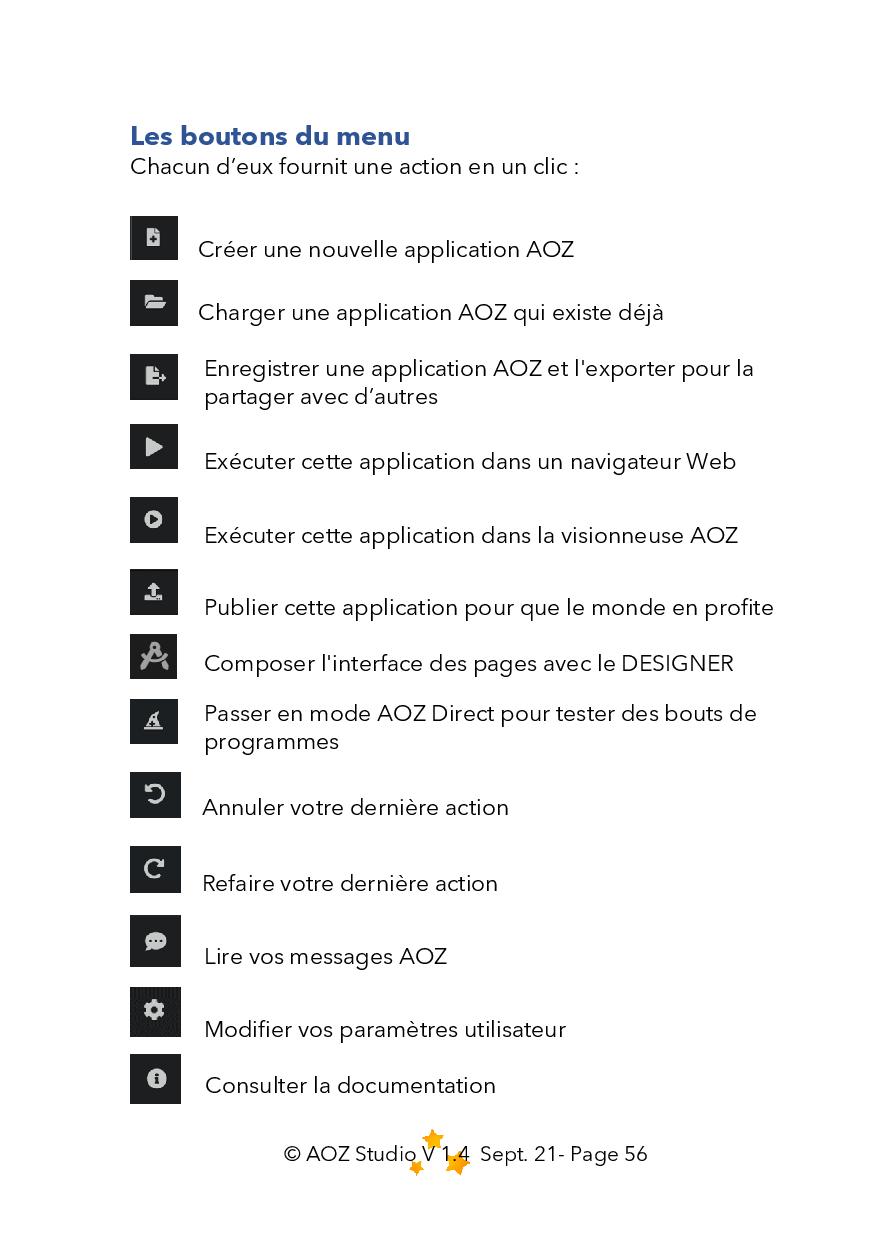 Les boutons du menu
Chacun d’eux fournit une action en un clic :
Créer une nouvelle application AOZ
Charger une application AOZ qui existe déjà
Enregistrer une application AOZ et l'exporter pour la
partager avec d’autres
Exécuter cette application dans un navigateur Web
Exécuter cette application dans la visionneuse AOZ
Publier cette application pour que le monde en profite
Composer l'interface des pages avec le DESIGNER
Passer en mode AOZ Direct pour tester des bouts de
programmes
Annuler votre dernière action
Refaire votre dernière action
Lire vos messages AOZ
Modifier vos paramètres utilisateur
Consulter la documentation
© AOZ Studio V 1.4 Sept. 21- Page 56